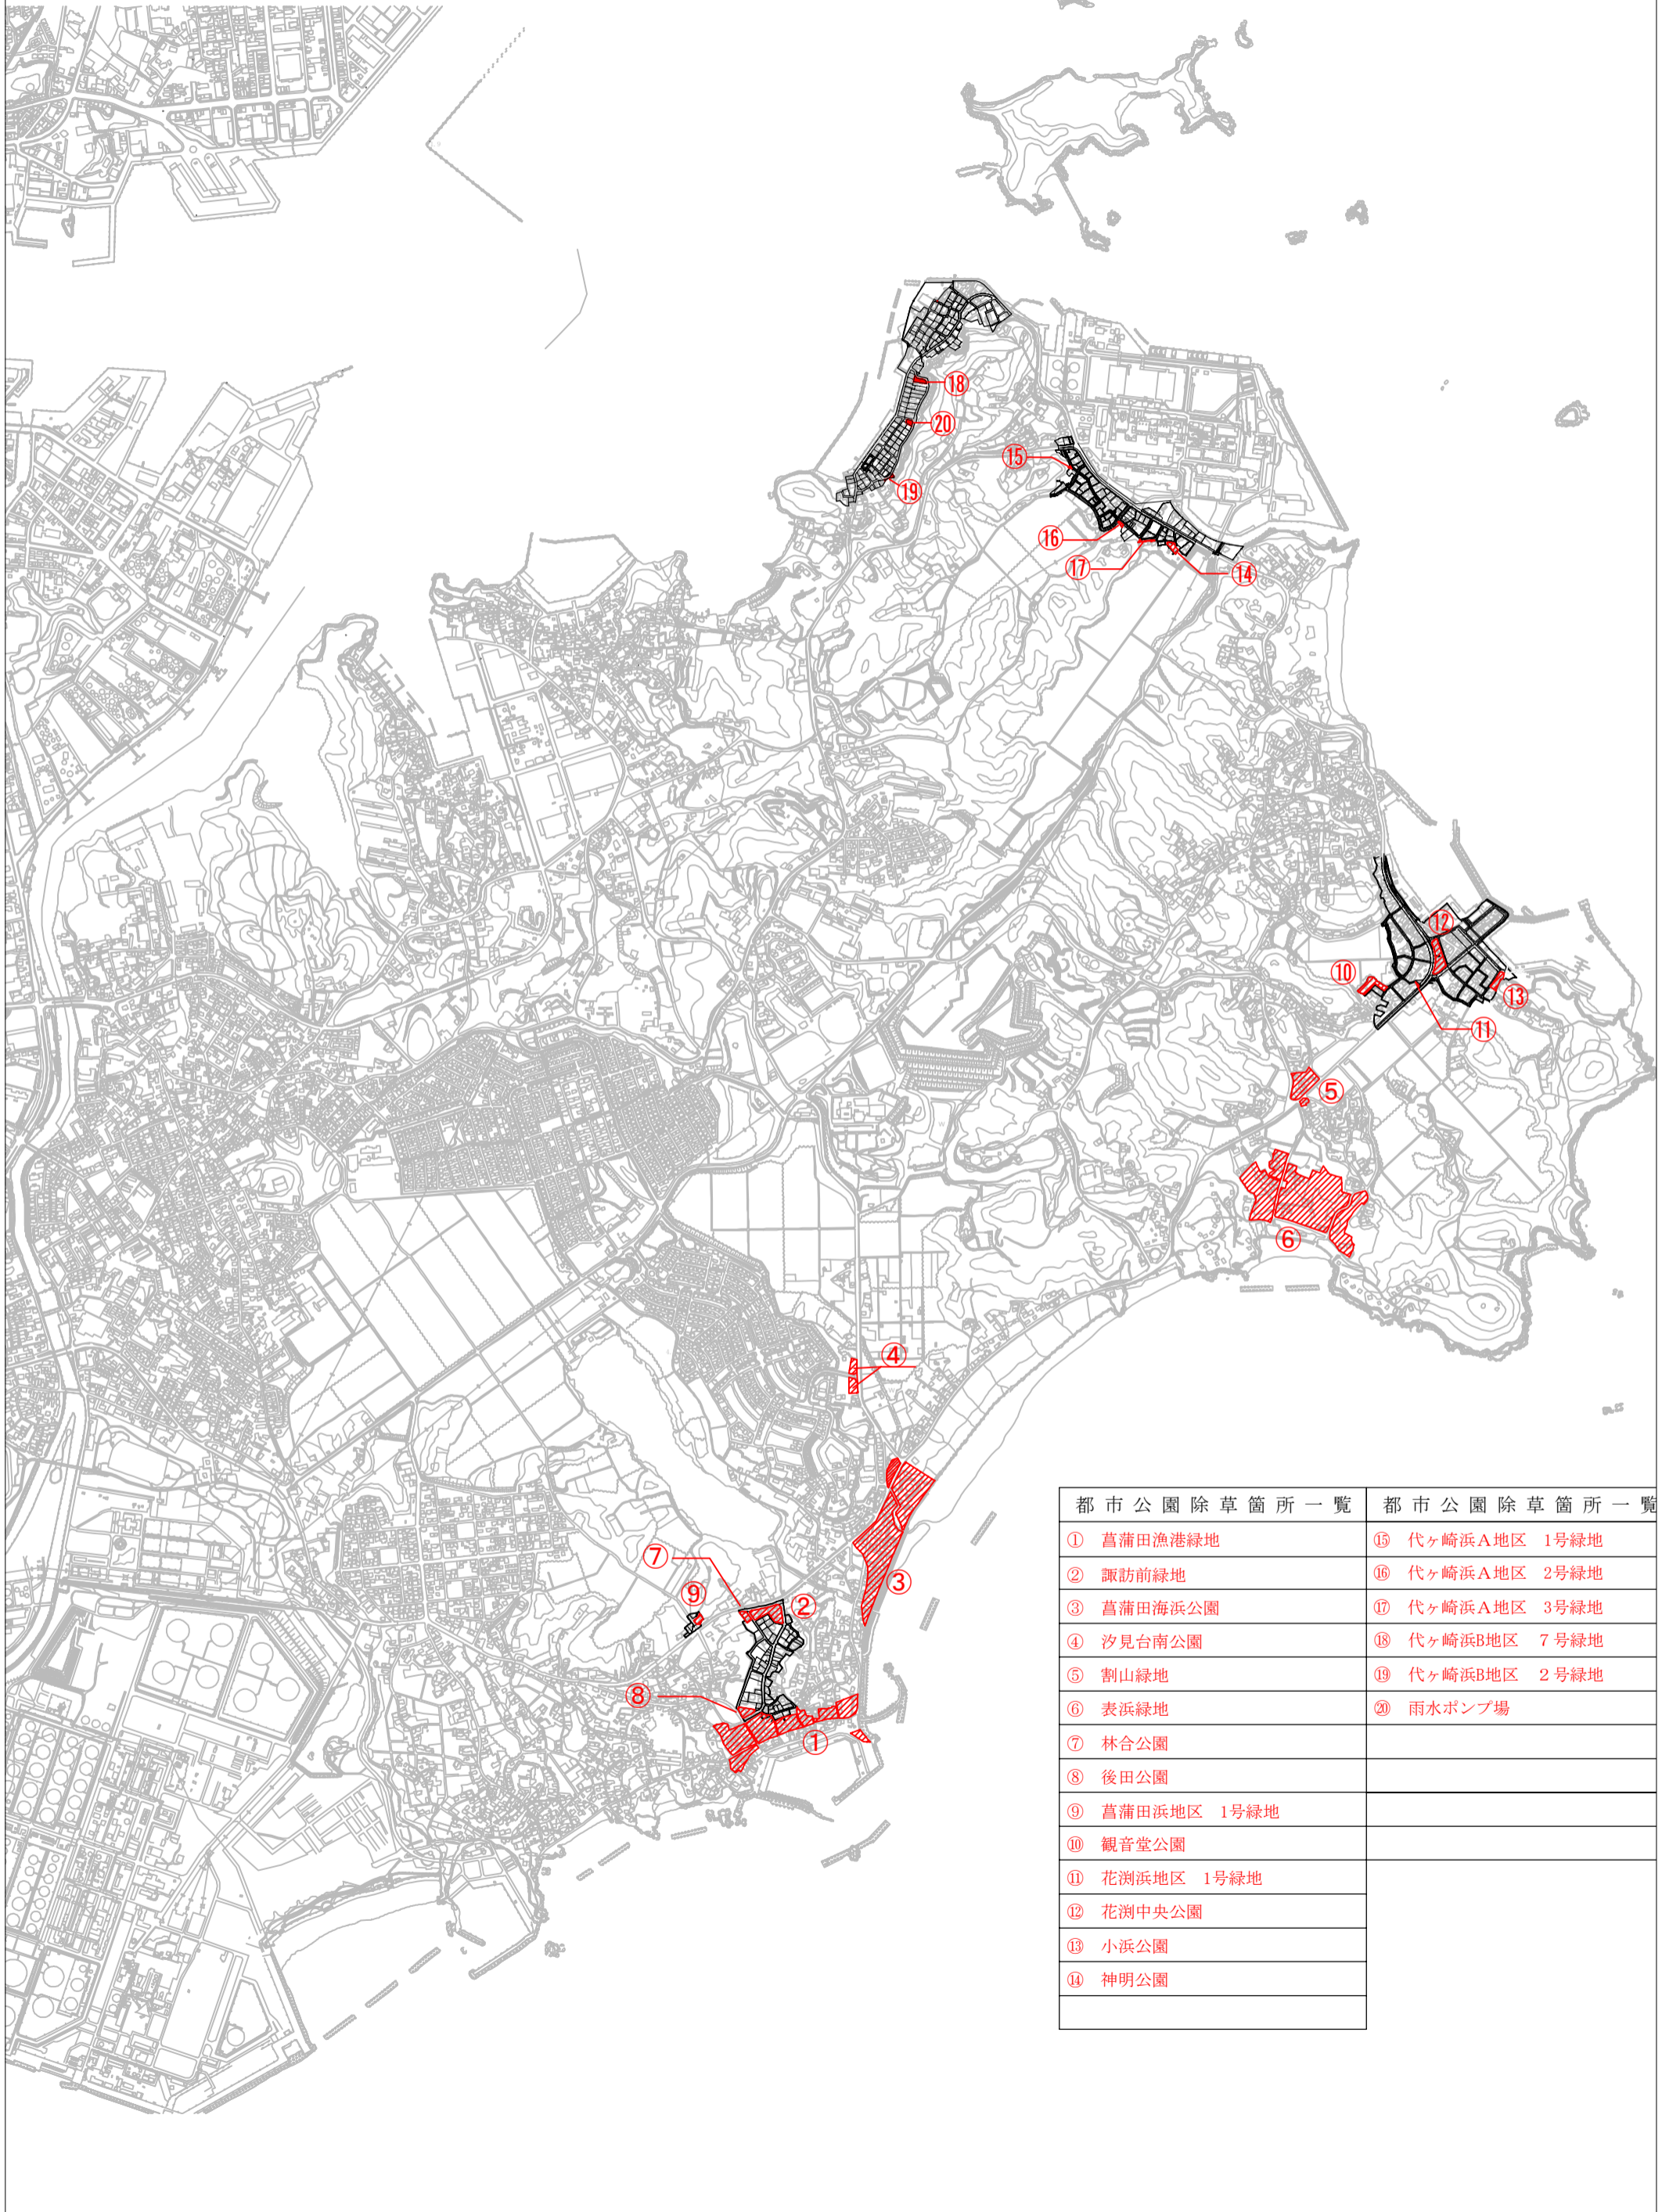 ⑱
⑳
⑮
⑲
⑯
⑰
⑭
⑫
⑩
⑬
⑪
⑤
⑥
④
③
⑦
⑨
②
⑧
①
都市公園除草箇所一覧
① 菖蒲田漁港緑地
② 諏訪前緑地
③ 菖蒲田海浜公園
④ 汐見台南公園
⑤ 割山緑地
⑥ 表浜緑地
⑦ 林合公園
⑧ 後田公園
⑨ 菖蒲田浜地区 1号緑地
⑩ 観音堂公園
⑪ 花渕浜地区 1号緑地
⑫ 花渕中央公園
⑬ 小浜公園
⑭ 神明公園
都市公園除草箇所一覧
⑮ 代ヶ崎浜A地区 1号緑地
⑯ 代ヶ崎浜A地区 2号緑地
⑰ 代ヶ崎浜A地区 3号緑地
⑱ 代ヶ崎浜B地区 7号緑地
⑲ 代ヶ崎浜B地区 2号緑地
⑳ 雨水ポンプ場